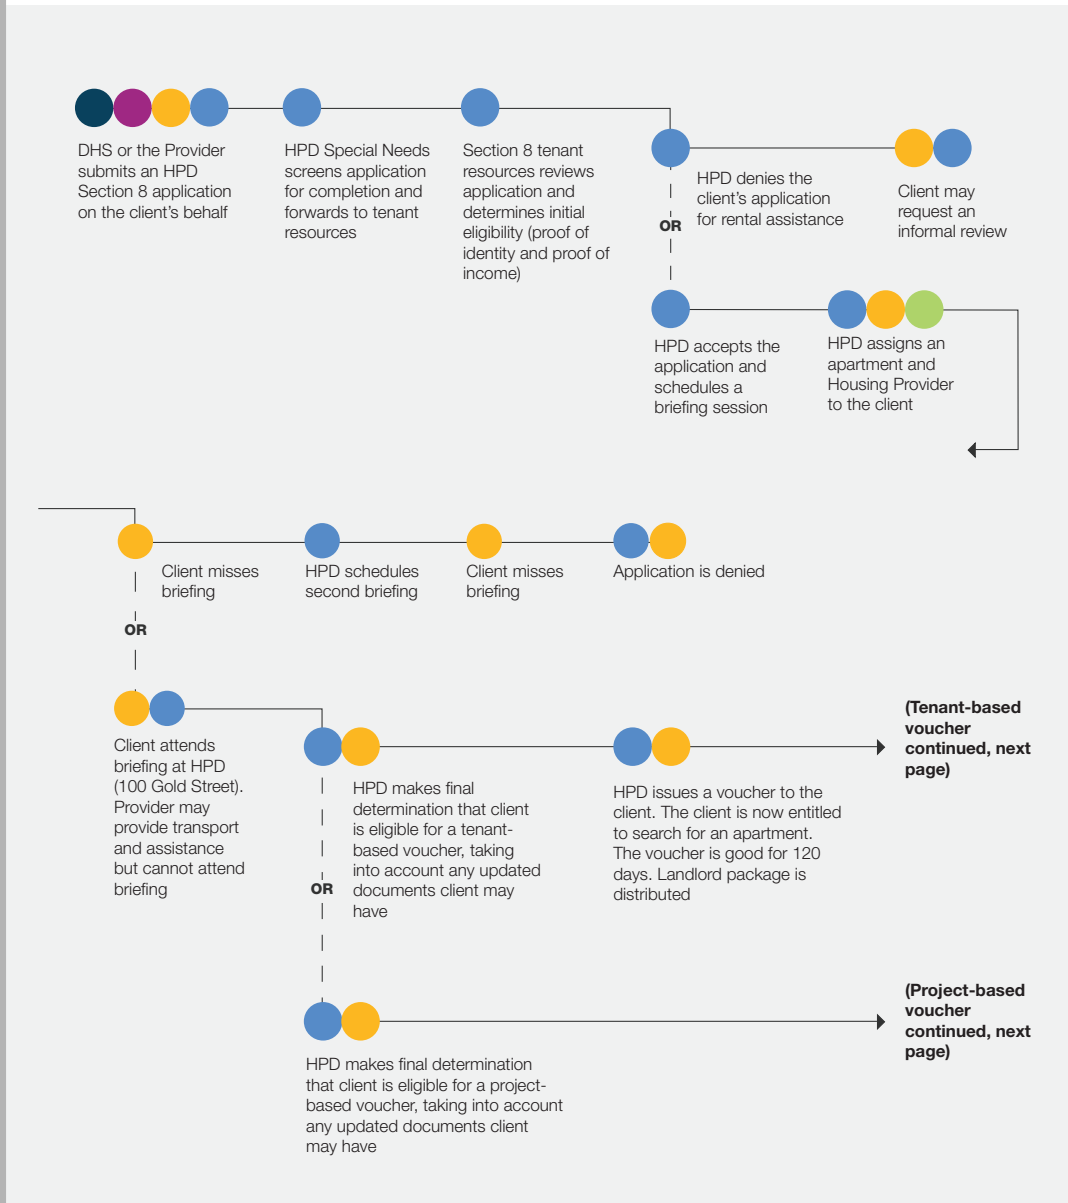 DHS or the Provider
submits an HPD
Section 8 application
on the client’s behalf
HPD Special Needs
screens application
for completion and
forwards to tenant
resources
Section 8 tenant
resources reviews
application and
determines initial
eligibility (proof of
identity and proof of
income)
HPD denies the
client’s application
for rental assistance
Client may
request an
informal review
OR
HPD accepts the
application and
schedules a
briefing session
HPD assigns an
apartment and
Housing Provider
to the client
Client misses
briefing
HPD schedules
second briefing
Client misses
briefing
Application is denied
OR
Client attends
briefing at HPD
(100 Gold Street).
Provider may
provide transport
and assistance
but cannot attend
briefing
HPD makes final
determination that client
is eligible for a tenant-
based voucher, taking
into account any updated
documents client may
have
HPD issues a voucher to the
client. The client is now entitled
to search for an apartment.
The voucher is good for 120
days. Landlord package is
distributed
(Tenant-based
voucher
continued, next
page)
OR
HPD makes final determination
that client is eligible for a project-
based voucher, taking into account
any updated documents client
may have
(Project-based
voucher
continued, next
page)